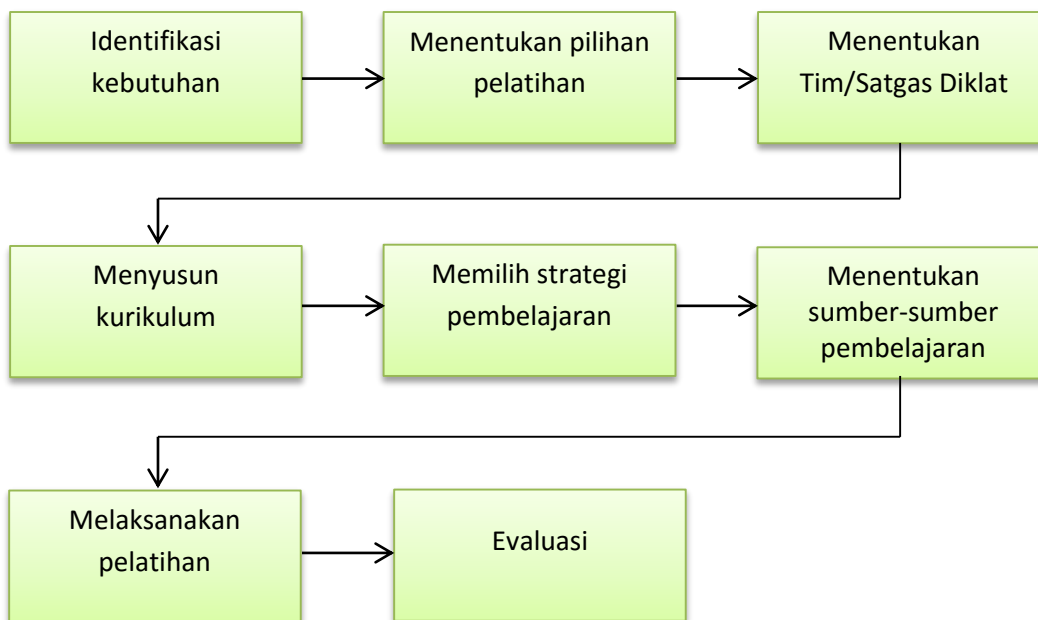 Identifikasi
kebutuhan
Menentukan pilihan
pelatihan
Menentukan
Tim/Satgas Diklat
Menyusun
kurikulum
Memilih strategi
pembelajaran
Menentukan
sumber-sumber
pembelajaran
Melaksanakan
pelatihan
Evaluasi